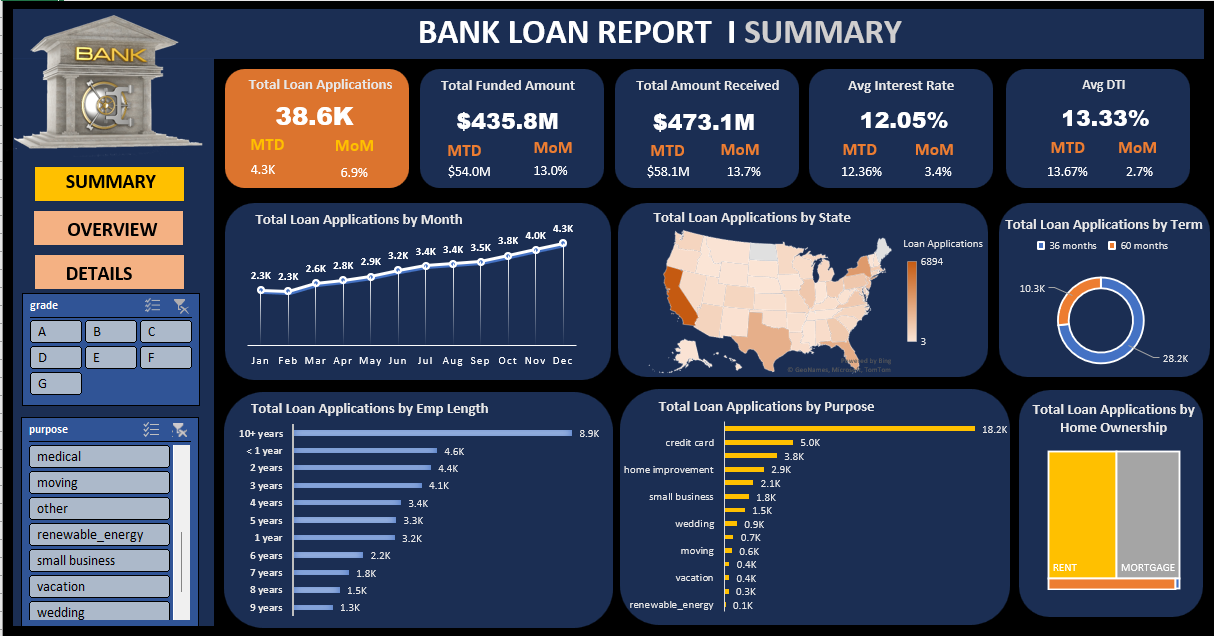 BANK LOAN REPORT I SUMMARY
BANK
SUMMARY
OVERVIEW
DETAILS
grade
A B C
D E F
G
purpose
medical
moving
other
renewable_energy
small business
vacation
wedding
Total Loan Applications
38.6K
MTD MoM
4.3K 6.9%
Total Funded Amount
$435.8M
MTD MoM
$54.0M 13.0%
Total Amount Received
$473.1M
MTD MoM
$58.1M 13.7%
Avg Interest Rate
12.05%
MTD MoM
12.36% 3.4%
Avg DTI
13.33%
MTD MoM
13.67% 2.7%
Total Loan Applications by Month
2.3K 2.3K 2.6K 2.8K 2.9K 3.2K 3.4K 3.4K 3.5K 3.8K 4.0K 4.3K
Jan Feb Mar Apr May Jun Jul Aug Sep Oct Nov Dec
Total Loan Applications by State
Loan Applications
6894
3
Powered by Bing
© GeoNames, Microsoft, TomTom
Total Loan Applications by Term
36 months 60 months
10.3K
28.2K
Total Loan Applications by Emp Length
10+ years 8.9K
< 1 year 4.6K
2 years 4.4K
3 years 4.1K
4 years 3.4K
5 years 3.3K
1 year 3.2K
6 years 2.2K
7 years 1.8K
8 years 1.5K
9 years 1.3K
Total Loan Applications by Purpose
18.2K
credit card 5.0K
3.8K
home improvement 2.9K
2.1K
small business 1.8K
1.5K
wedding 0.9K
0.7K
moving 0.6K
0.4K
vacation 0.4K
0.3K
renewable_energy 0.1K
Total Loan Applications by
Home Ownership
RENT MORTGAGE